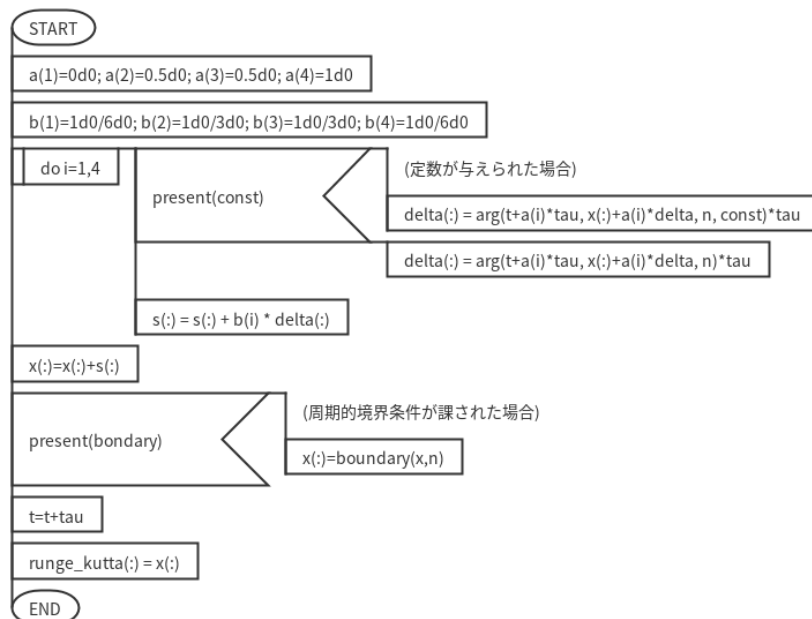 START
a(1)=0d0; a(2)=0.5d0; a(3)=0.5d0; a(4)=1d0
b(1)=1d0/6d0; b(2)=1d0/3d0; b(3)=1d0/3d0; b(4)=1d0/6d0
do i=1,4
(定数が与えられた場合)
present(const)
delta(:) = arg(t+a(i)*tau, x(:)+a(i)*delta, n, const)*tau
delta(:) = arg(t+a(i)*tau, x(:)+a(i)*delta, n)*tau
s(:) = s(:) + b(i) * delta(:)
x(:)=x(:)+s(:)
(周期的境界条件が課された場合)
present(bondary)
x(:)=boundary(x,n)
t=t+tau
runge_kutta(:) = x(:)
END